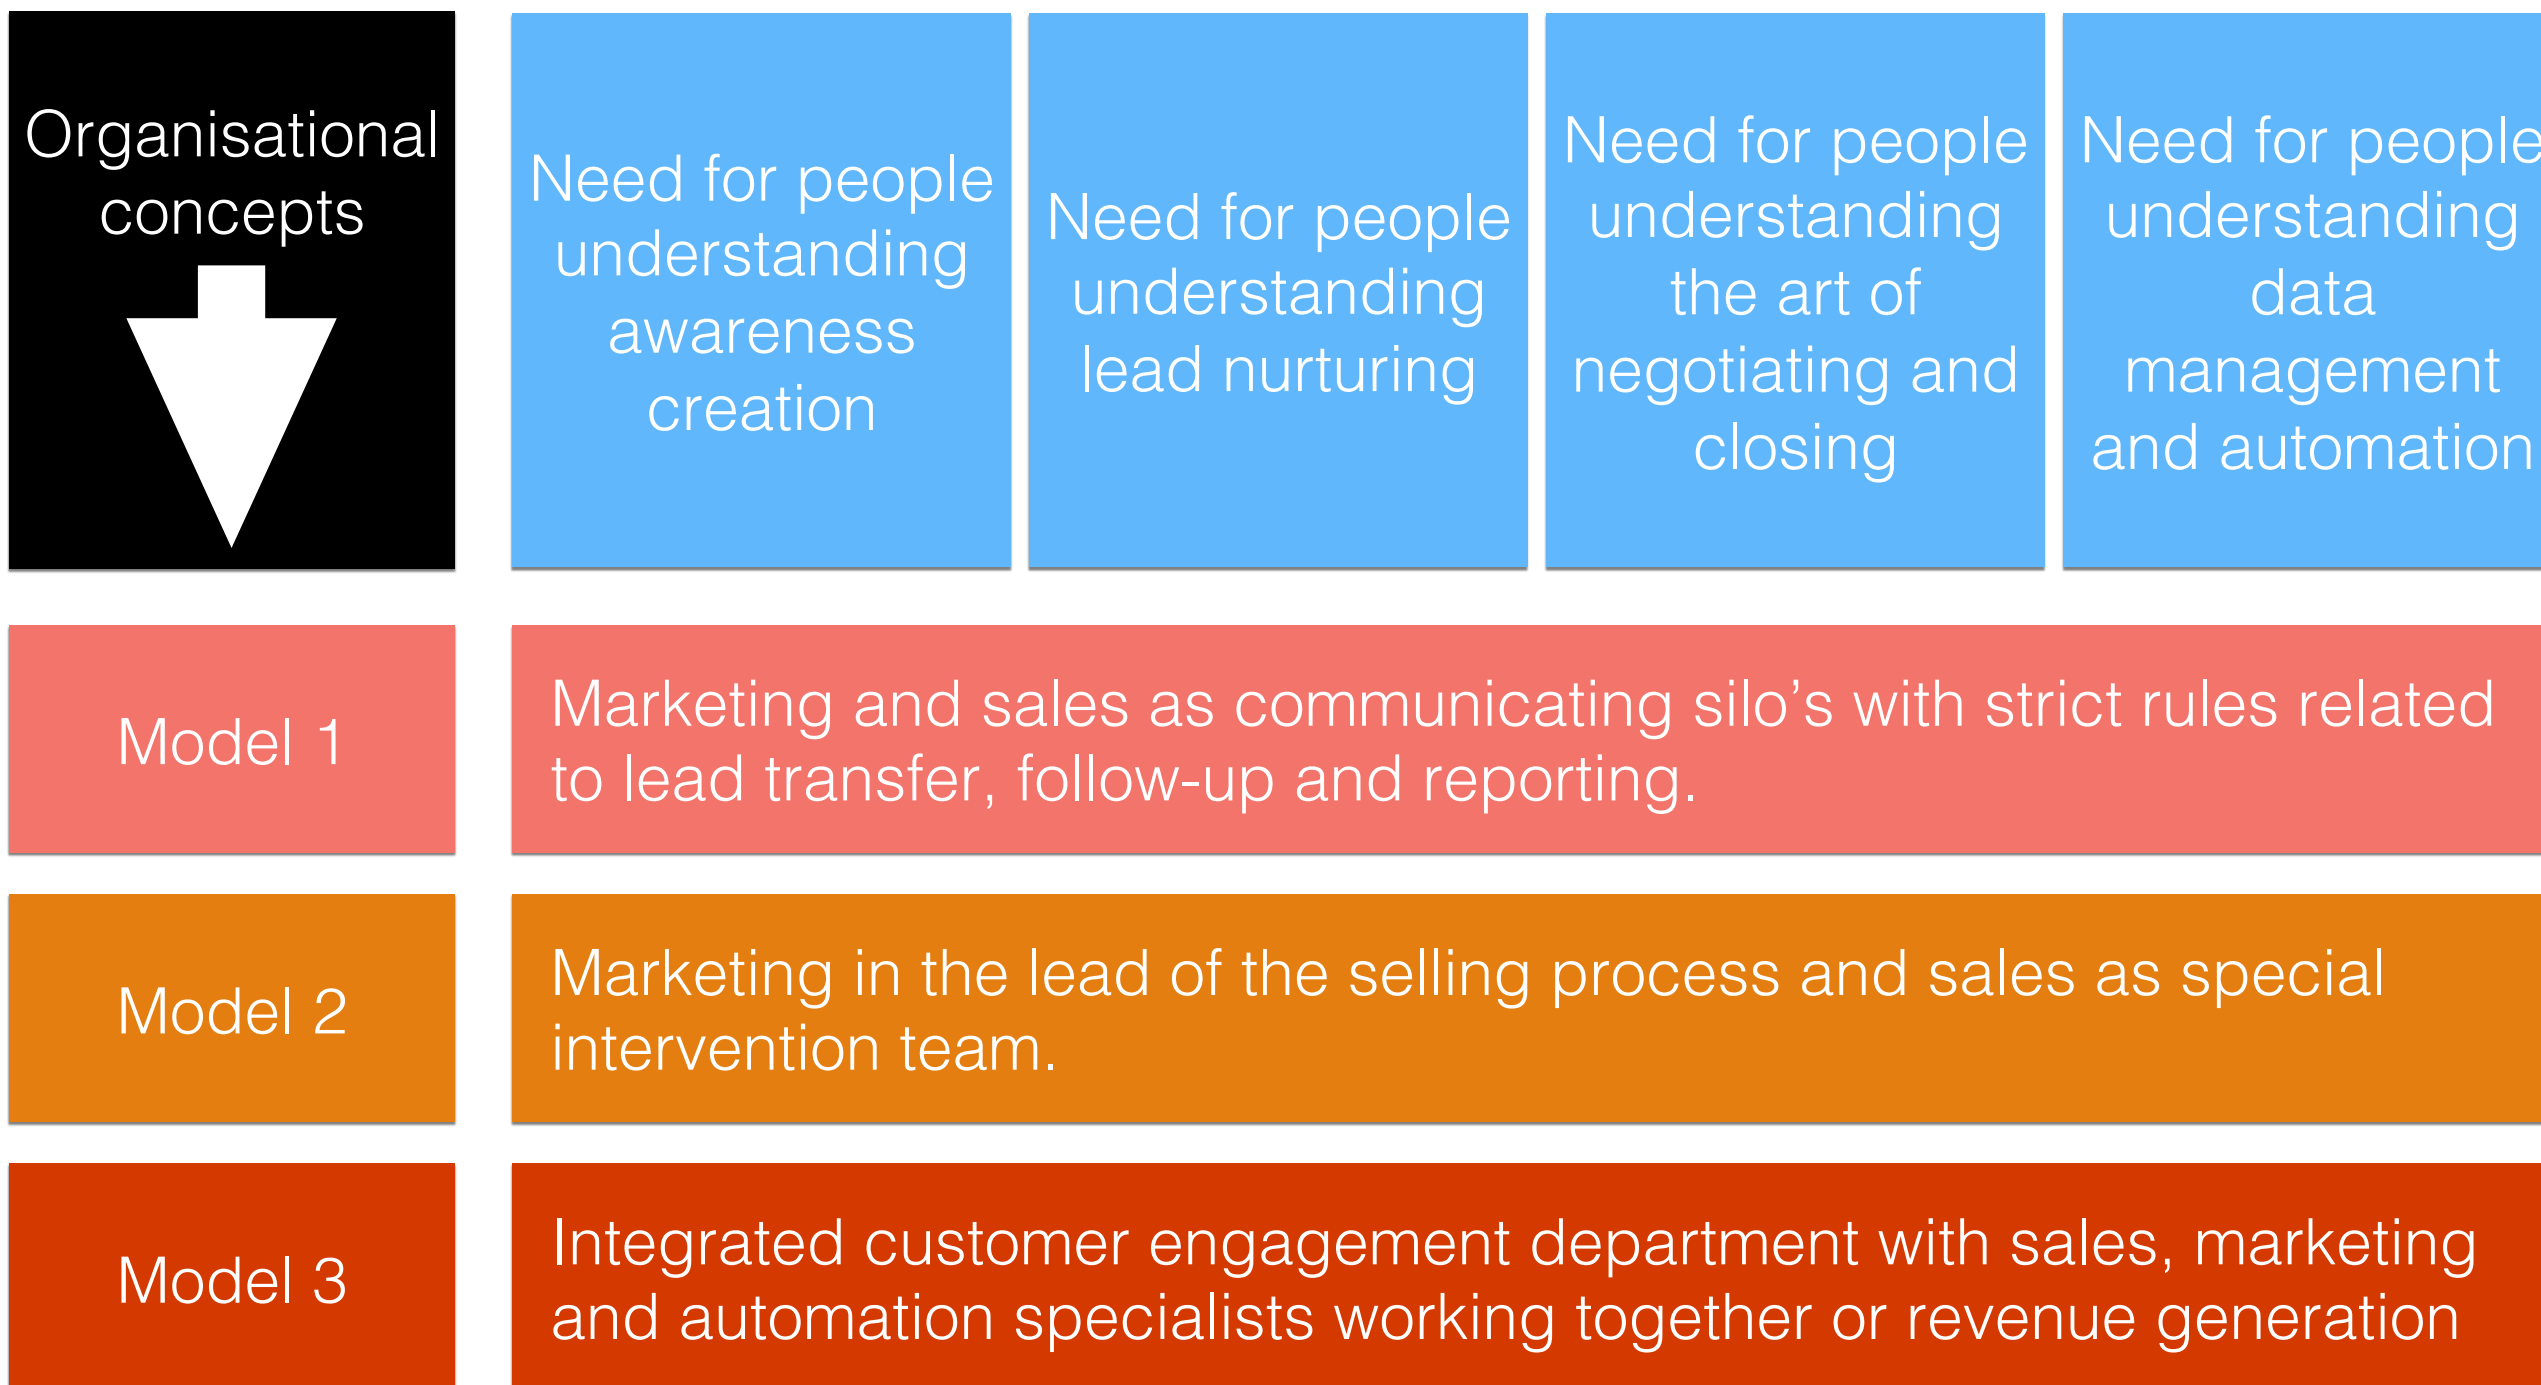 Organisational
concepts
Need for people
understanding
awareness
creation
Need for people
understanding
lead nurturing
Need for people
understanding
the art of
negotiating and
closing
Need for people
understanding
data
management
and automation
Model 1
Marketing and sales as communicating silo’s with strict rules related
to lead transfer, follow-up and reporting.
Model 2
Marketing in the lead of the selling process and sales as special
intervention team.
Model 3
Integrated customer engagement department with sales, marketing
and automation specialists working together or revenue generation